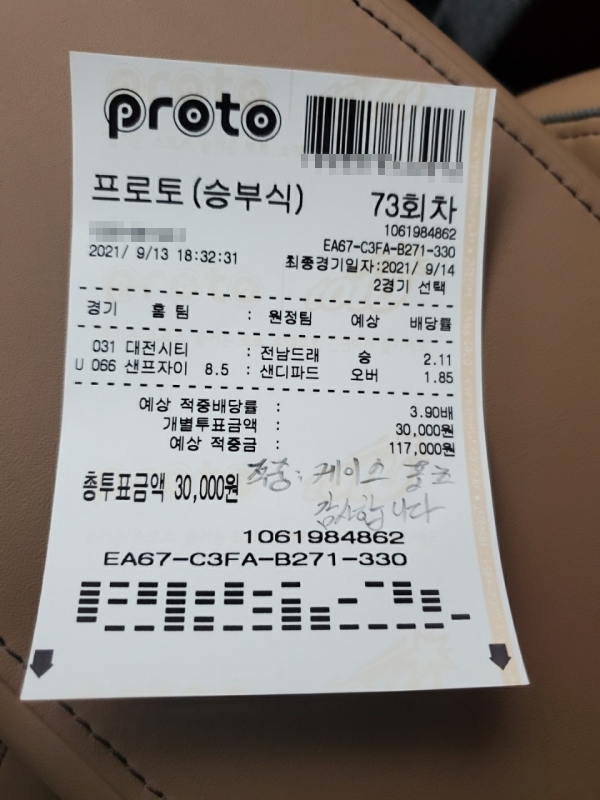 proto
프로토(승부식) 73회차
1061984862
EA67-C3FA-B271-330
2021/ 9/13 18:32:31 최종경기일자:2021/ 9/14
2경기 선택
경기 홈 팀 : 원정팀 예상 배당률
031 대전시티 : 전남드래 승 2.11
U 066 샌프자이 8.5 : 샌디파드 오버 1.85
예상 적중배당률 : 3.90배
개별투표금액 : 30,000원
예상 적중금 : 117,000원
총투표금액 30,000원
적중: 케이스
감사합니다
1061984862
EA67-C3FA-B271-330